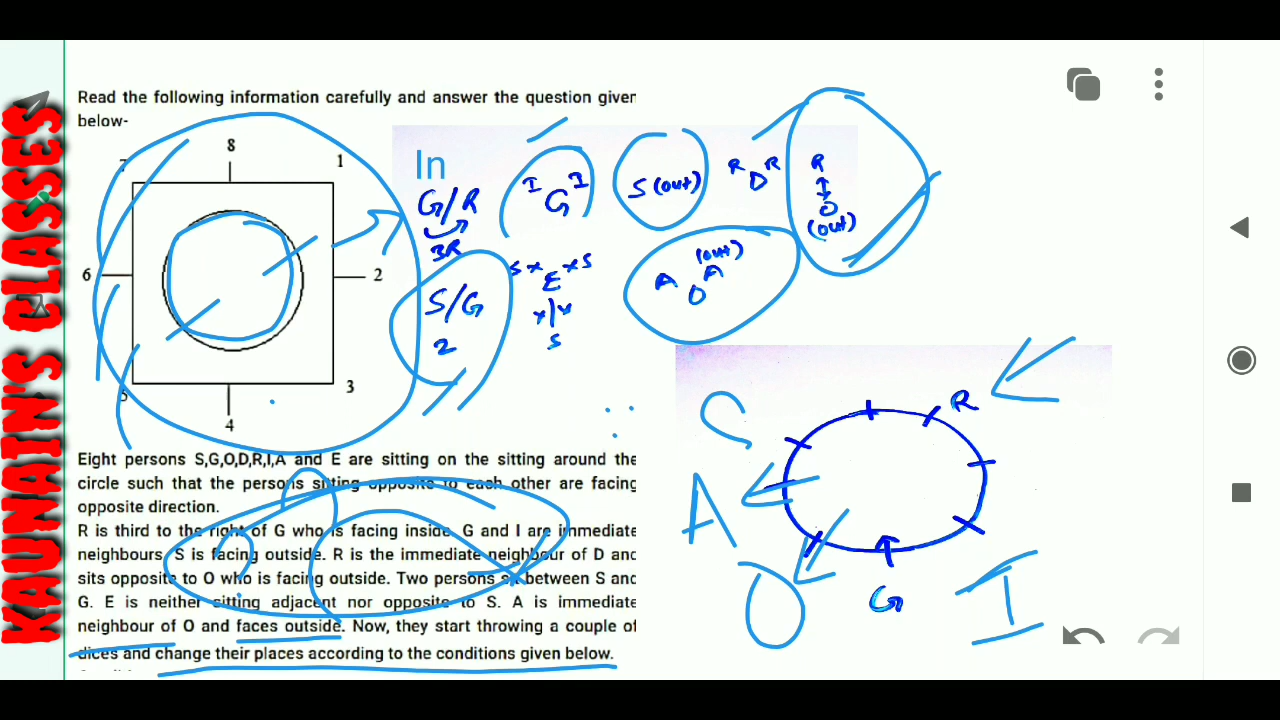 KAUNAIN'S CLASSES
Read the following information carefully and answer the question given
below-
8
7
1
6
2
5
3
4
In
G/R
3R
I G I
S (out)
R D R
R
I
O
(out)
S/G
2
S x E x S
x/x
S
(out)
A O A
R
S
A
O
G
I
Eight persons S,G,O,D,R,I,A and E are sitting on the sitting around the
circle such that the persons sitting opposite to each other are facing
opposite direction.
R is third to the right of G who is facing inside. G and I are immediate
neighbours. S is facing outside. R is the immediate neighbour of D and
sits opposite to O who is facing outside. Two persons sit between S and
G. E is neither sitting adjacent nor opposite to S. A is immediate
neighbour of O and faces outside. Now, they start throwing a couple of
dices and change their places according to the conditions given below.